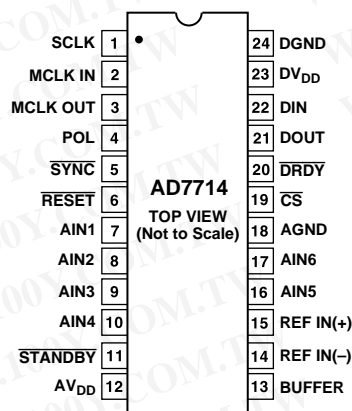 SCLK 1 24 DGND
MCLK IN 2 23 DVDD
MCLK OUT 3 22 DIN
POL 4 21 DOUT
SYNC 5 20 DRDY
RESET 6 AD7714 19 CS
TOP VIEW
AIN1 7 (Not to Scale) 18 AGND
AIN2 8 17 AIN6
AIN3 9 16 AIN5
AIN4 10 15 REF IN(+)
STANDBY 11 14 REF IN(–)
AVDD 12 13 BUFFER